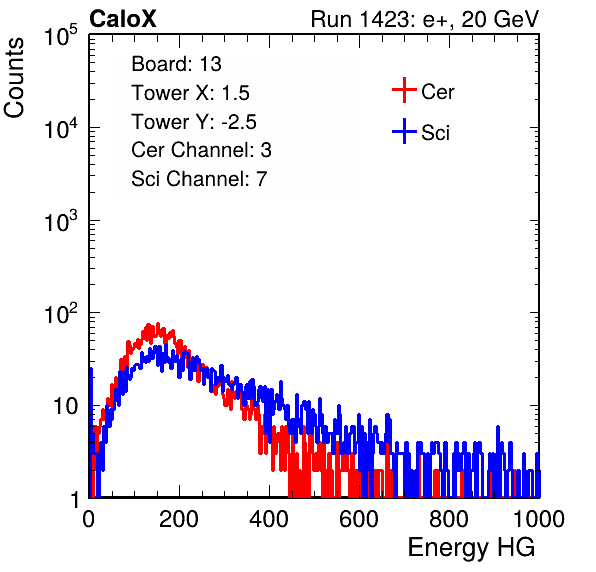 CaloX
Run 1423: e+, 20 GeV
Counts
Board: 13
Tower X: 1.5
Tower Y: -2.5
Cer Channel: 3
Sci Channel: 7
Cer
Sci
10^5
10^4
10^3
10^2
10
1
0 200 400 600 800 1000
Energy HG